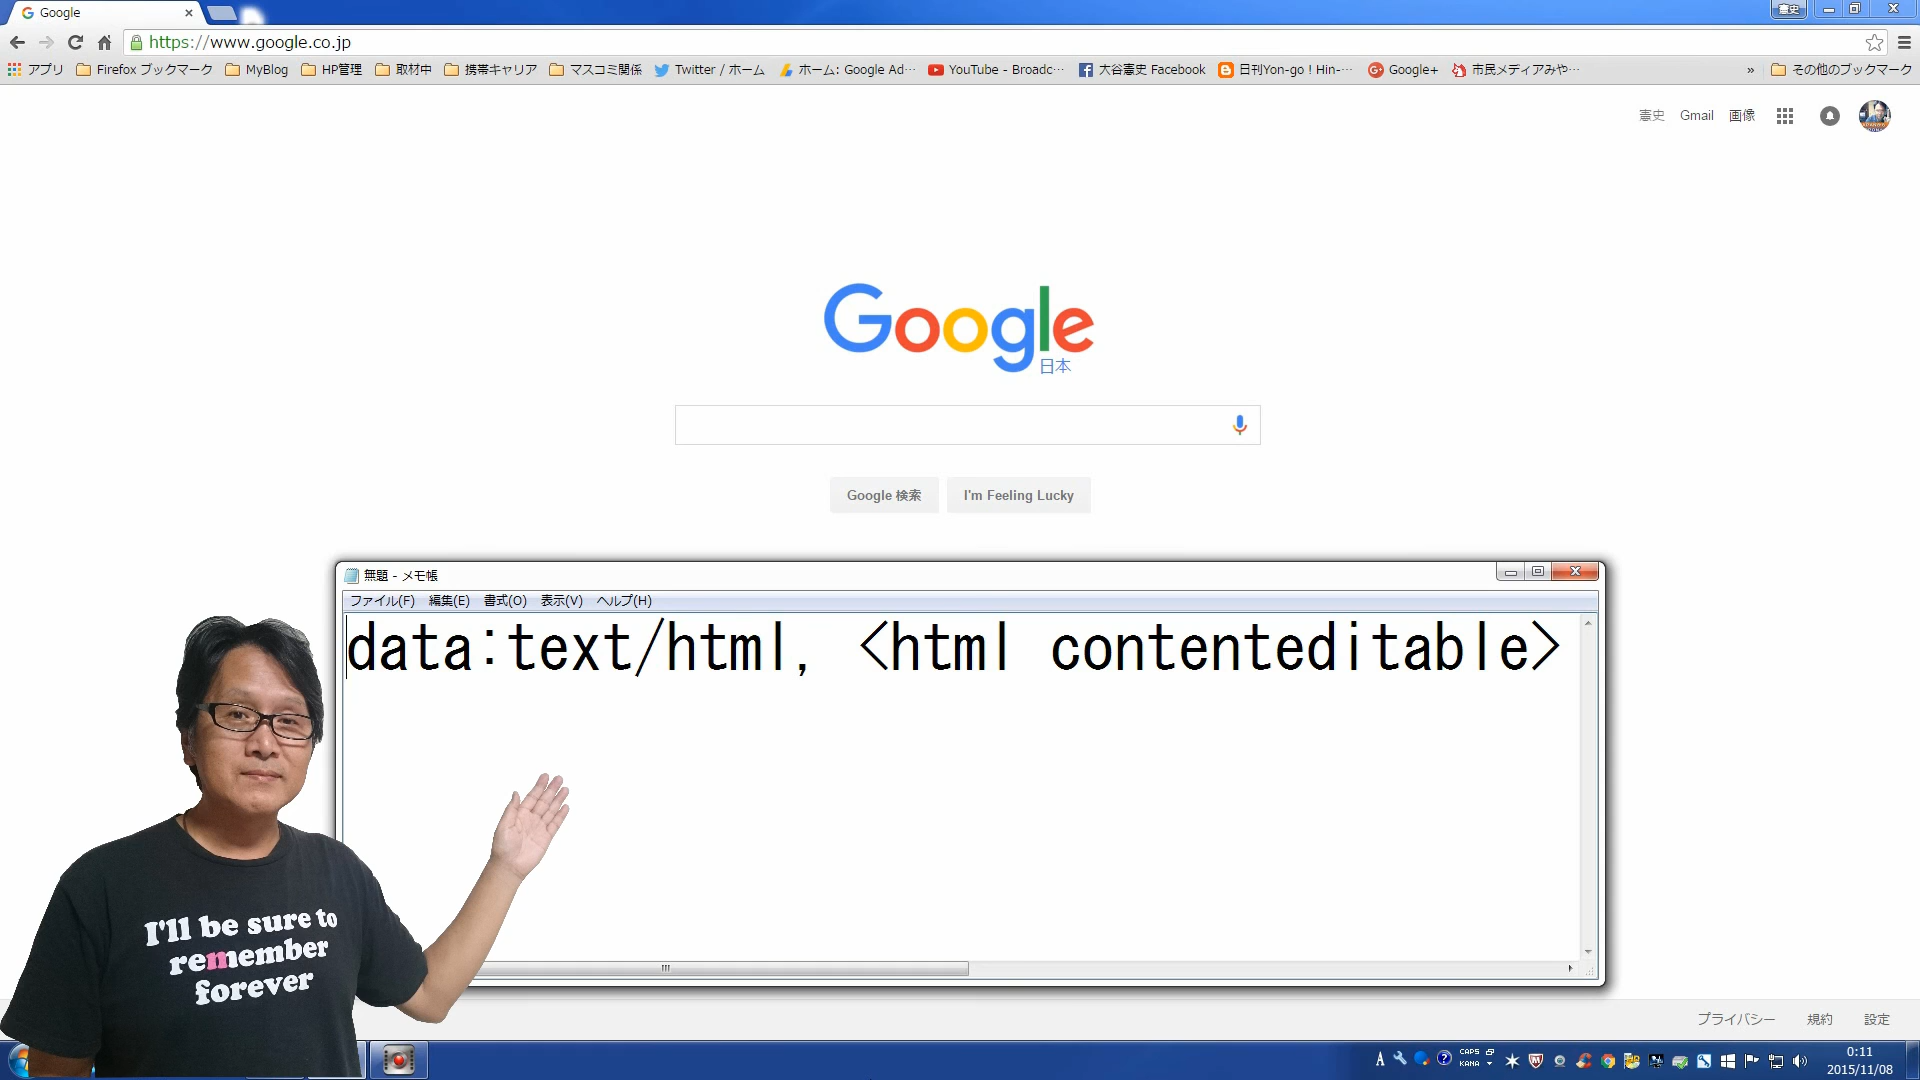 Google
憲史
https://www.google.co.jp
アプリ Firefox ブックマーク MyBlog HP管理 取材中 携帯キャリア マスコミ関係 Twitter / ホーム ホーム: Google Ad… YouTube - Broadc… 大谷憲史 Facebook 日刊Yon-go！Hin-… Google+ 市民メディアみや… » その他のブックマーク
憲史 Gmail 画像
Google
日本
Google 検索 I'm Feeling Lucky
無題 - メモ帳
ファイル(F) 編集(E) 書式(O) 表示(V) ヘルプ(H)
data:text/html, <html contenteditable>
I'll be sure to
remember
forever
プライバシー 規約 設定
A CAPS
KANA
0:11
2015/11/08